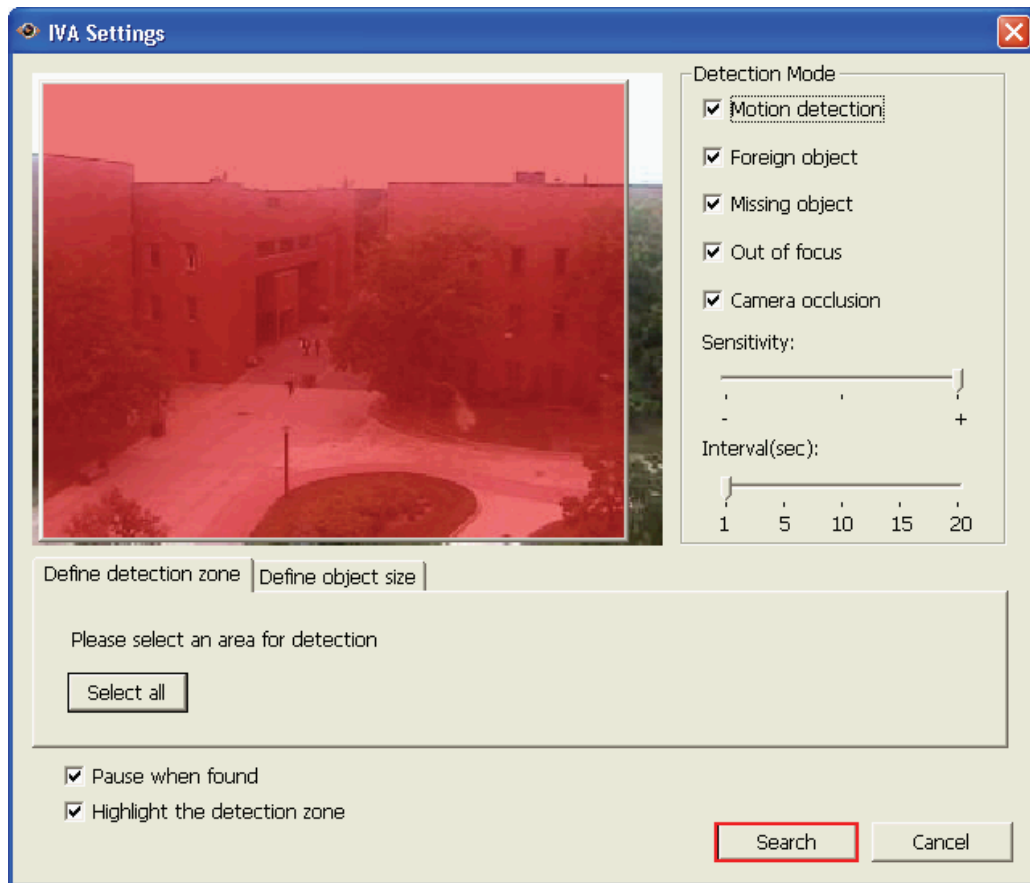 IVA Settings
Detection Mode
Motion detection
Foreign object
Missing object
Out of focus
Camera occlusion
Sensitivity:
- +
Interval(sec):
1 5 10 15 20
Define detection zone
Define object size
Please select an area for detection
Select all
Pause when found
Highlight the detection zone
Search
Cancel